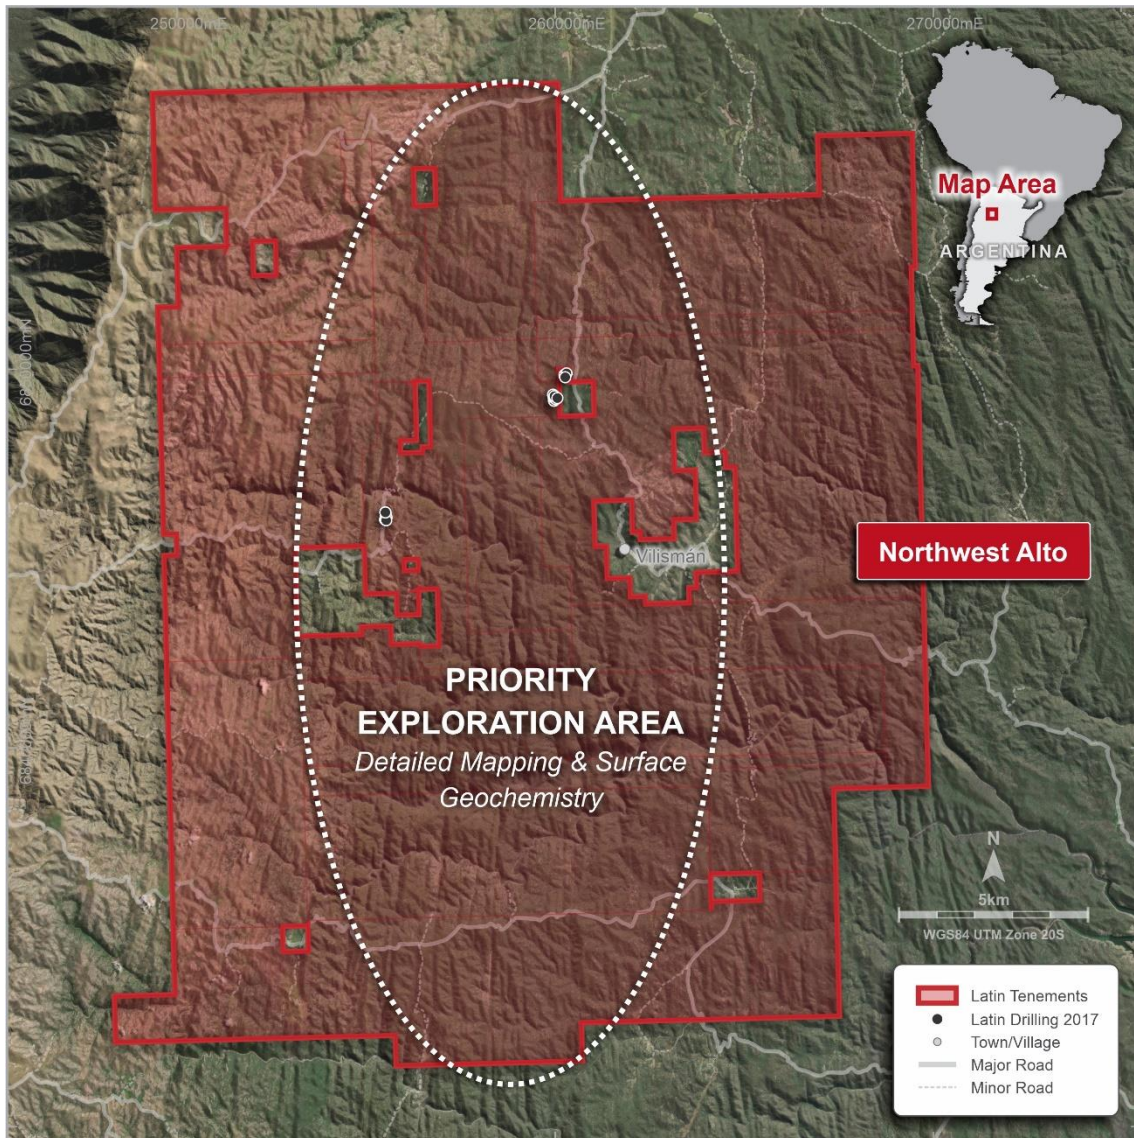 250000mE
260000mE
270000mE
Map Area
ARGENTINA
Vilismán
Northwest Alto
PRIORITY
EXPLORATION AREA
Detailed Mapping & Surface
Geochemistry
N
5km
WGS84 UTM Zone 20S
Latin Tenements
Latin Drilling 2017
Town/Village
Major Road
Minor Road